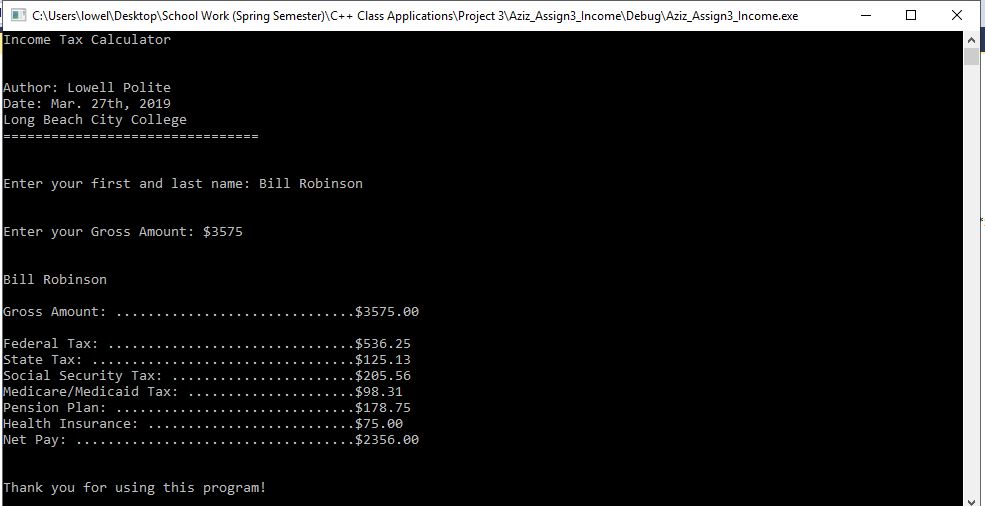 C:\Users\lowel\Desktop\School Work (Spring Semester)\C++ Class Applications\Project 3\Aziz_Assign3_Income\Debug\Aziz_Assign3_Income.exe
Income Tax Calculator
Author: Lowell Polite
Date: Mar. 27th, 2019
Long Beach City College
================================
Enter your first and last name: Bill Robinson
Enter your Gross Amount: $3575
Bill Robinson
Gross Amount: ..............................$3575.00
Federal Tax: ...............................$536.25
State Tax: .................................$125.13
Social Security Tax: .......................$205.56
Medicare/Medicaid Tax: .....................$98.31
Pension Plan: ..............................$178.75
Health Insurance: ..........................$75.00
Net Pay: ...................................$2356.00
Thank you for using this program!